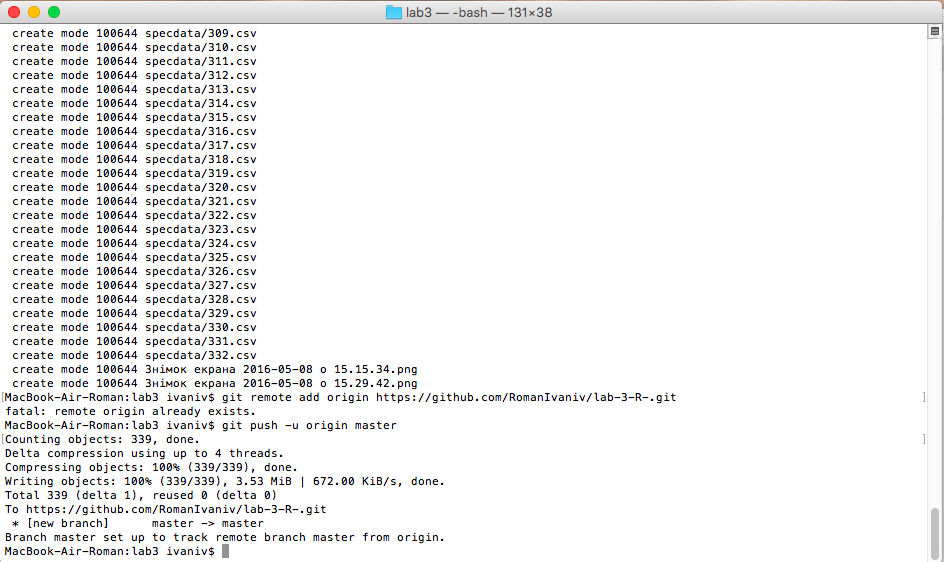 lab3 — -bash — 131×38
create mode 100644 specdata/309.csv
create mode 100644 specdata/310.csv
create mode 100644 specdata/311.csv
create mode 100644 specdata/312.csv
create mode 100644 specdata/313.csv
create mode 100644 specdata/314.csv
create mode 100644 specdata/315.csv
create mode 100644 specdata/316.csv
create mode 100644 specdata/317.csv
create mode 100644 specdata/318.csv
create mode 100644 specdata/319.csv
create mode 100644 specdata/320.csv
create mode 100644 specdata/321.csv
create mode 100644 specdata/322.csv
create mode 100644 specdata/323.csv
create mode 100644 specdata/324.csv
create mode 100644 specdata/325.csv
create mode 100644 specdata/326.csv
create mode 100644 specdata/327.csv
create mode 100644 specdata/328.csv
create mode 100644 specdata/329.csv
create mode 100644 specdata/330.csv
create mode 100644 specdata/331.csv
create mode 100644 specdata/332.csv
create mode 100644 Знімок екрана 2016-05-08 о 15.15.34.png
create mode 100644 Знімок екрана 2016-05-08 о 15.29.42.png
[MacBook-Air-Roman:lab3 ivaniv$ git remote add origin https://github.com/RomanIvaniv/lab-3-R-.git ]
fatal: remote origin already exists.
MacBook-Air-Roman:lab3 ivaniv$ git push -u origin master
[Counting objects: 339, done. ]
Delta compression using up to 4 threads.
Compressing objects: 100% (339/339), done.
Writing objects: 100% (339/339), 3.53 MiB | 672.00 KiB/s, done.
Total 339 (delta 1), reused 0 (delta 0)
To https://github.com/RomanIvaniv/lab-3-R-.git
* [new branch] master -> master
Branch master set up to track remote branch master from origin.
MacBook-Air-Roman:lab3 ivaniv$